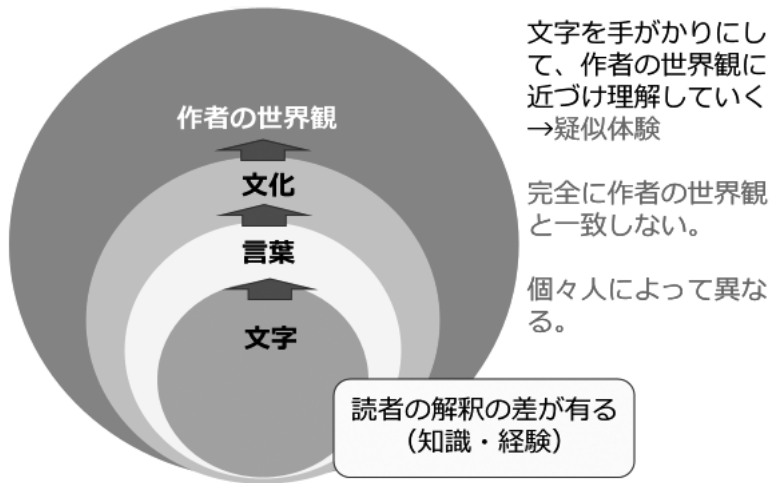 作者の世界観
文化
言葉
文字
文字を手がかりにし
て、作者の世界観に
近づけ理解していく
→疑似体験
完全に作者の世界観
と一致しない。
個々人によって異な
る。
読者の解釈の差が有る
（知識・経験）